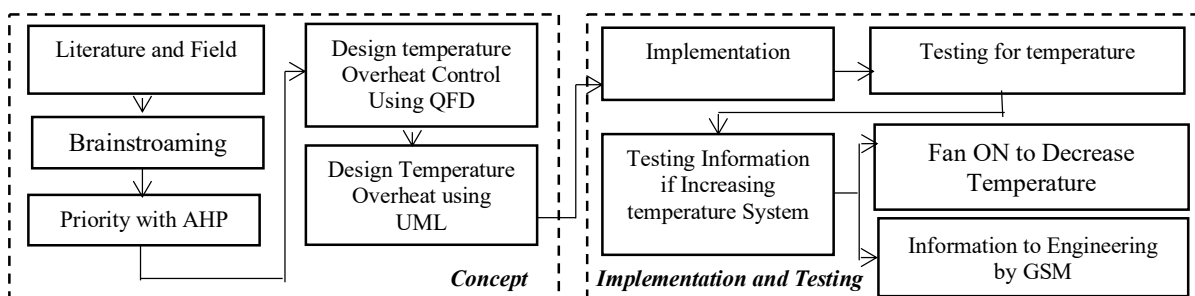 Literature and Field
Brainstroaming
Priority with AHP
Design temperature
Overheat Control
Using QFD
Design Temperature
Overheat using
UML
Concept
Implementation
Testing for temperature
Testing Information
if Increasing
temperature System
Fan ON to Decrease
Temperature
Information to Engineering
by GSM
Implementation and Testing